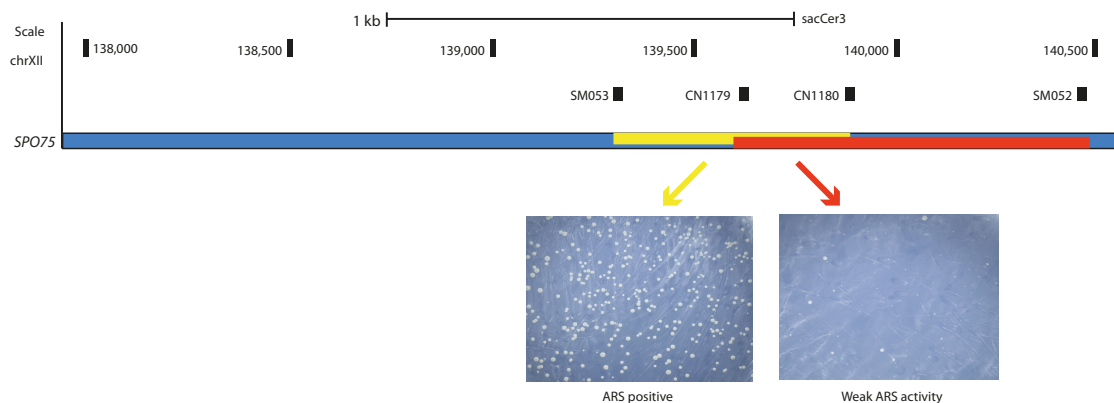 1 kb sacCer3
Scale
chrXII
138,000 138,500 139,000 139,500 140,000 140,500
SM053 CN1179 CN1180 SM052
SPO75
ARS positive Weak ARS activity